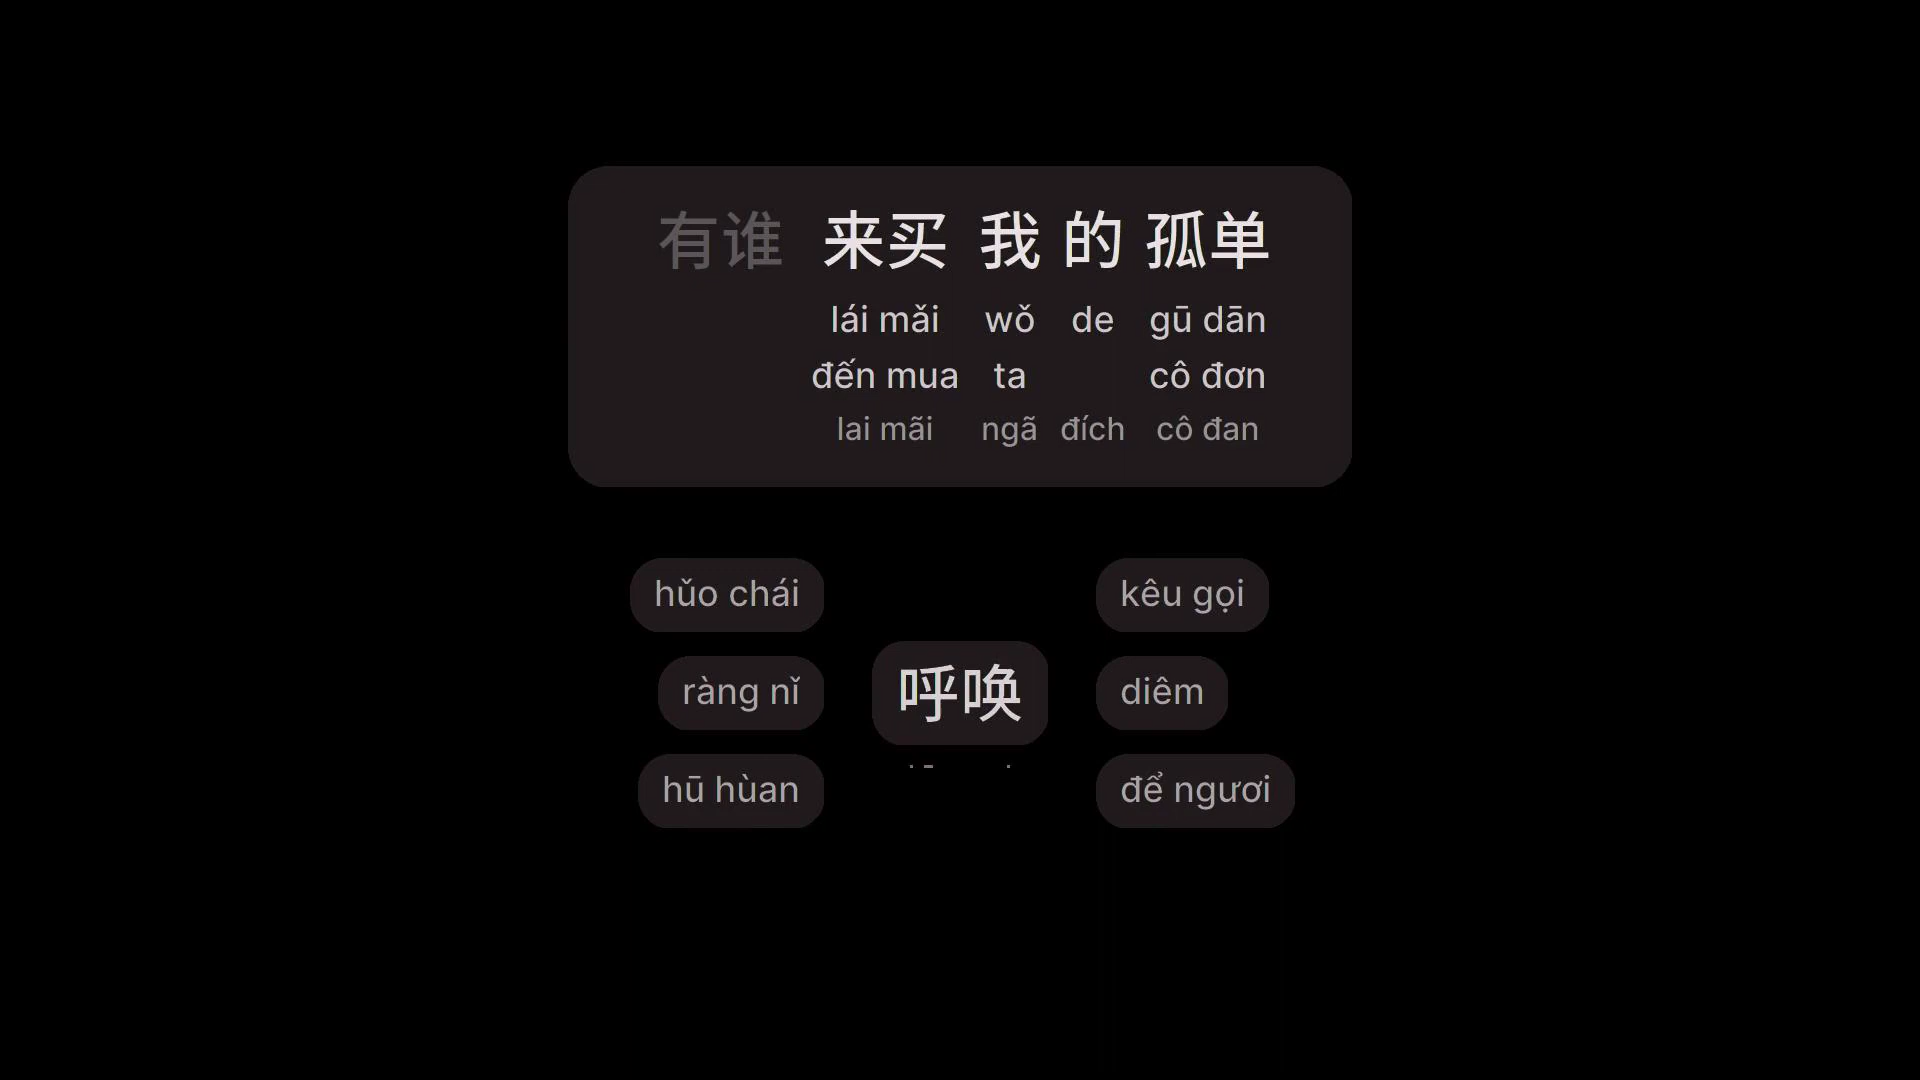 有谁 来买 我 的 孤单
lái mǎi wǒ de gū dān
đến mua ta cô đơn
lai mãi ngã đích cô đan
hǔo chái
kêu gọi
呼唤
ràng nǐ
diêm
hū hùan
để ngươi